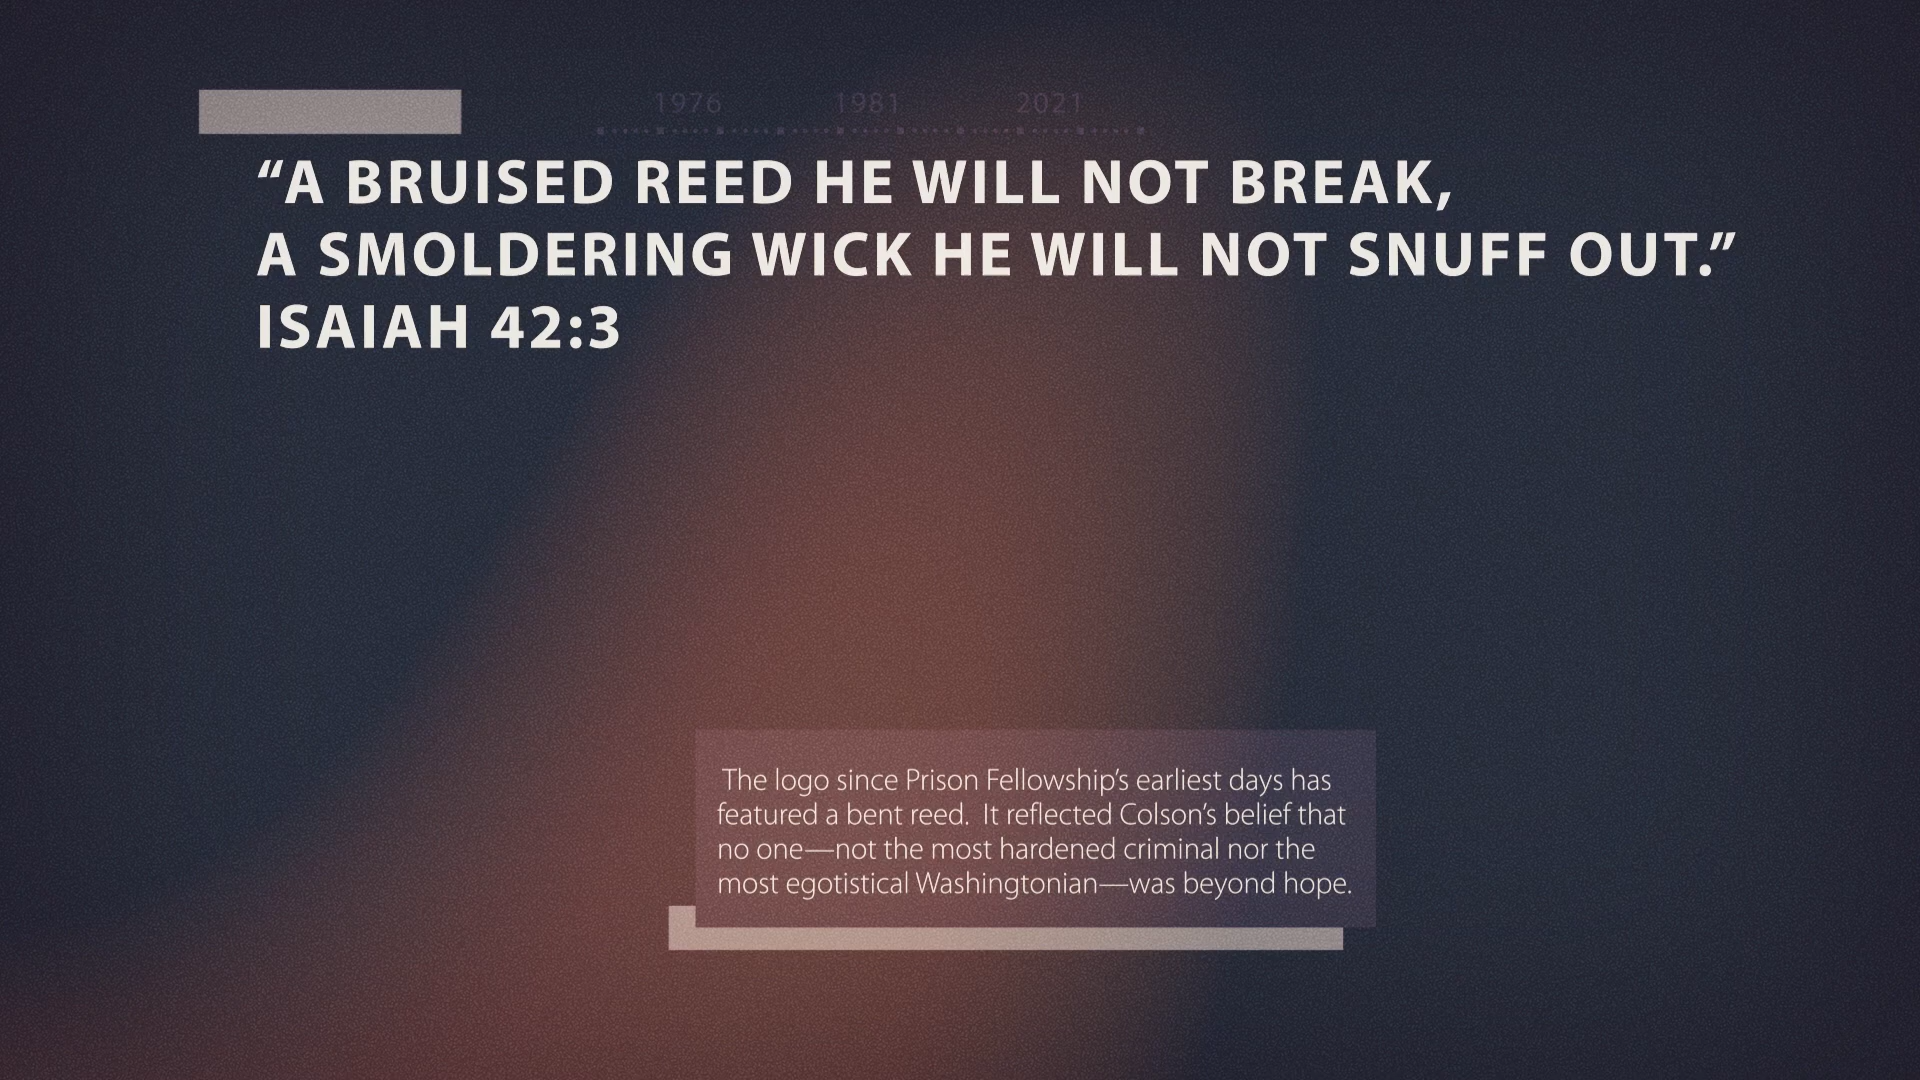 1976 1981 2021
“A BRUISED REED HE WILL NOT BREAK,
A SMOLDERING WICK HE WILL NOT SNUFF OUT.”
ISAIAH 42:3
The logo since Prison Fellowship’s earliest days has
featured a bent reed.  It reflected Colson’s belief that
no one—not the most hardened criminal nor the
most egotistical Washingtonian—was beyond hope.